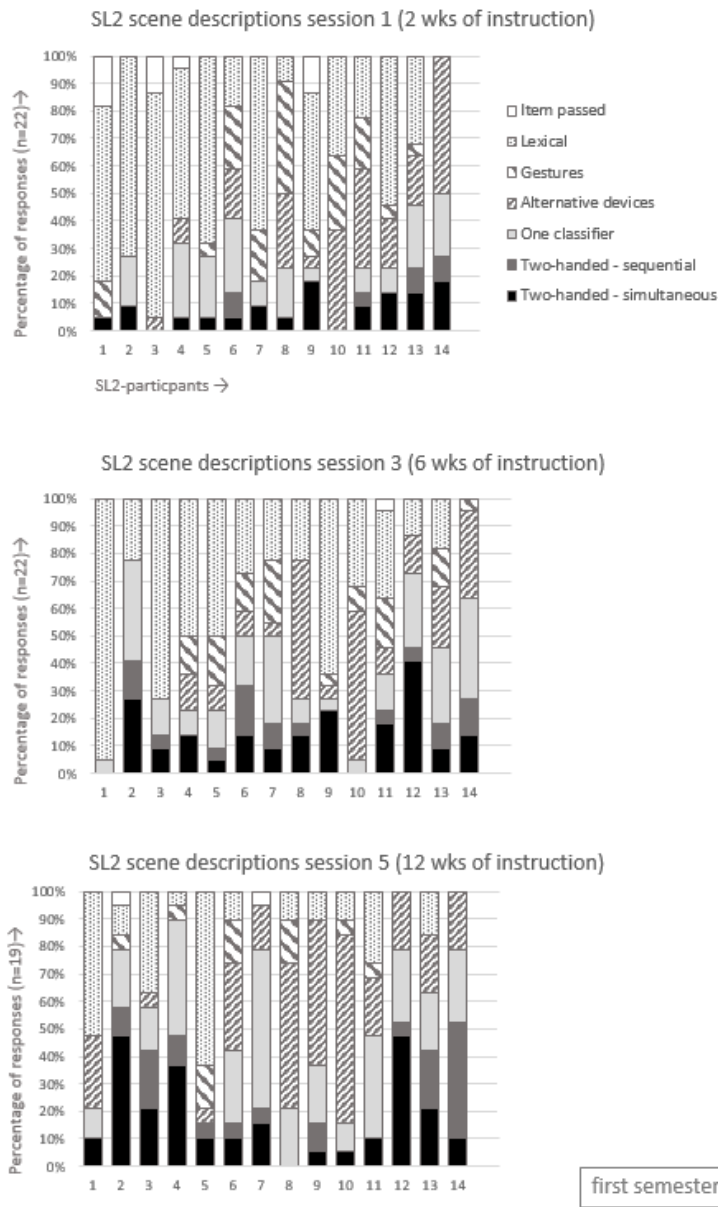 SL2 scene descriptions session 1 (2 wks of instruction)
Percentage of responses (n=22)→
100%
90%
80%
70%
60%
50%
40%
30%
20%
10%
0%
1 2 3 4 5 6 7 8 9 10 11 12 13 14
SL2-particpants →
Item passed
Lexical
Gestures
Alternative devices
One classifier
Two-handed - sequential
Two-handed - simultaneous
SL2 scene descriptions session 3 (6 wks of instruction)
Percentage of responses (n=22)→
100%
90%
80%
70%
60%
50%
40%
30%
20%
10%
0%
1 2 3 4 5 6 7 8 9 10 11 12 13 14
SL2 scene descriptions session 5 (12 wks of instruction)
Percentage of responses (n=19)→
100%
90%
80%
70%
60%
50%
40%
30%
20%
10%
0%
1 2 3 4 5 6 7 8 9 10 11 12 13 14
first semester